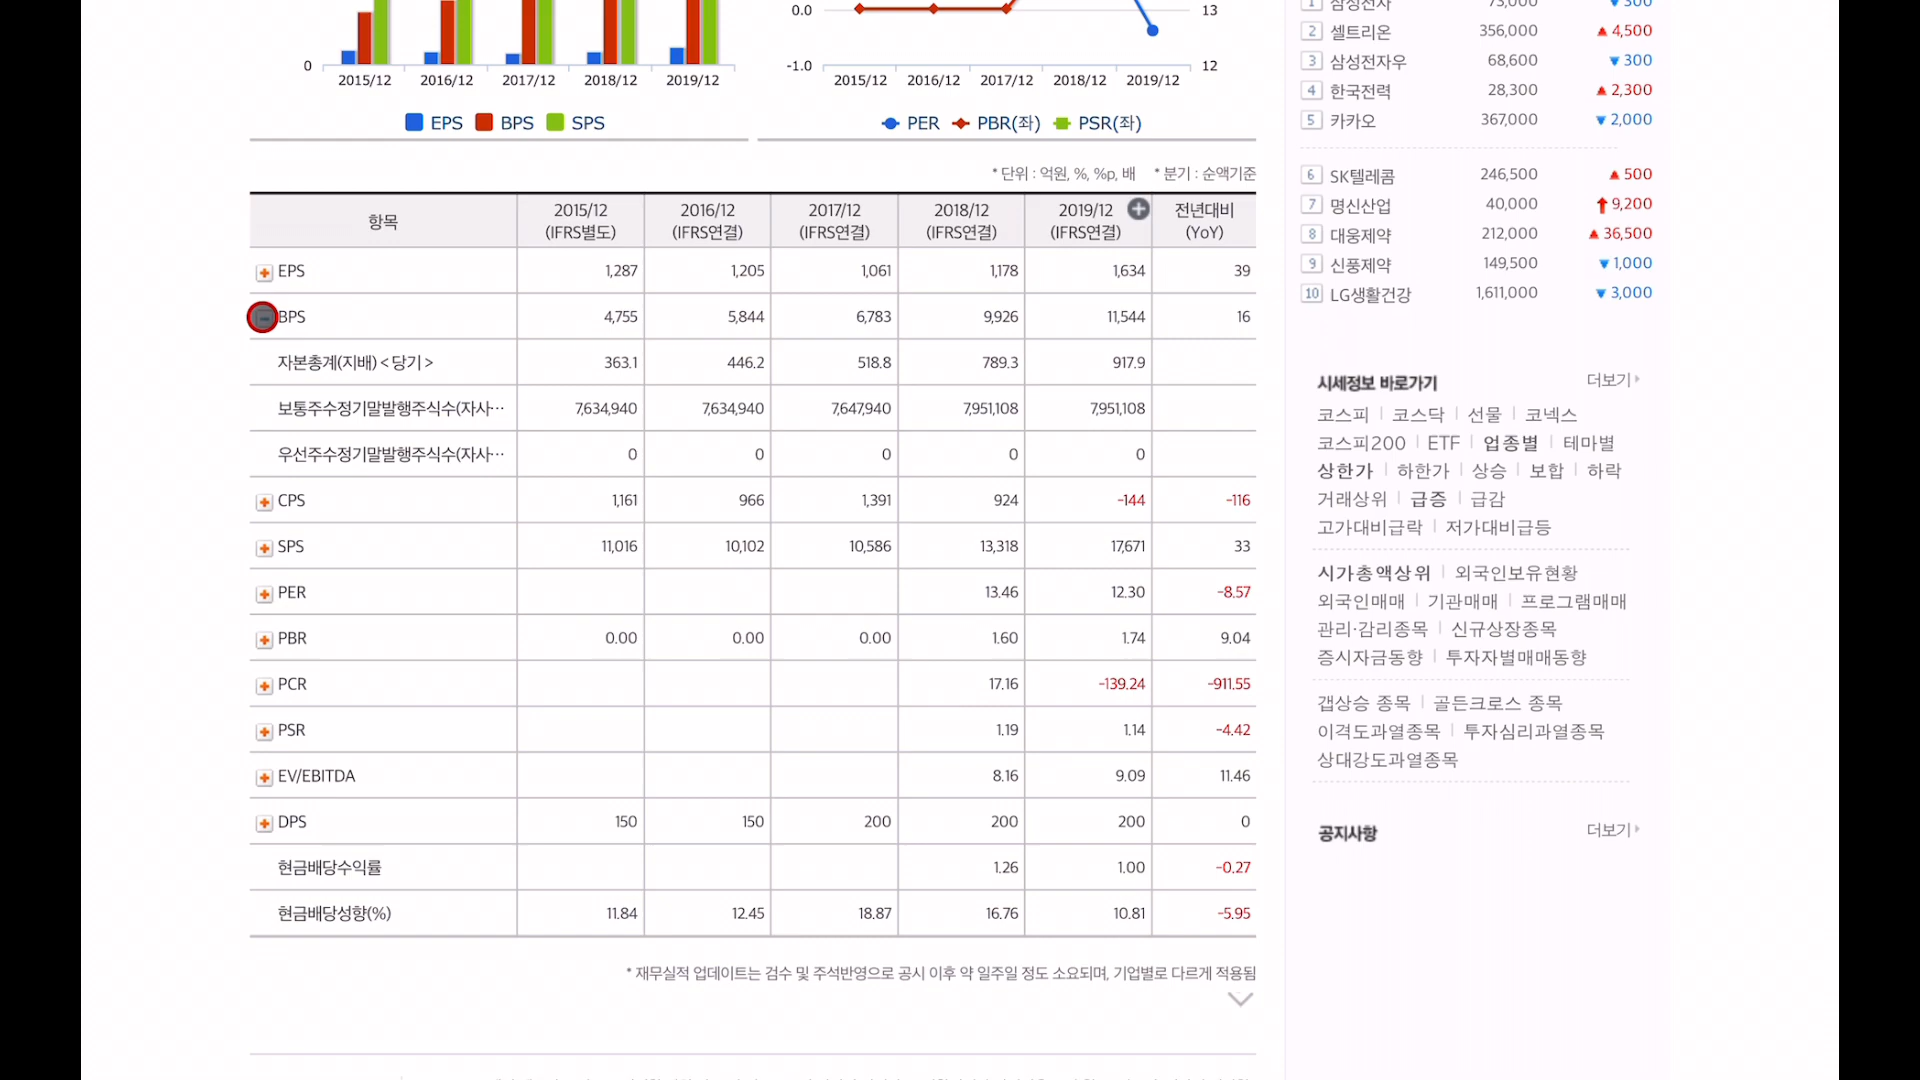 0
2015/12 2016/12 2017/12 2018/12 2019/12
EPS BPS SPS
0.0 13
-1.0 12
2015/12 2016/12 2017/12 2018/12 2019/12
PER PBR(좌) PSR(좌)
* 단위 : 억원, %, %p, 배 * 분기 : 순액기준
항목 2015/12 (IFRS별도) 2016/12 (IFRS연결) 2017/12 (IFRS연결) 2018/12 (IFRS연결) 2019/12 (IFRS연결) 전년대비 (YoY)
EPS 1,287 1,205 1,061 1,178 1,634 39
BPS 4,755 5,844 6,783 9,926 11,544 16
자본총계(지배)<당기> 363.1 446.2 518.8 789.3 917.9
보통주수정기말발행주식수(자사··· 7,634,940 7,634,940 7,647,940 7,951,108 7,951,108
우선주수정기말발행주식수(자사··· 0 0 0 0 0
CPS 1,161 966 1,391 924 -144 -116
SPS 11,016 10,102 10,586 13,318 17,671 33
PER 13.46 12.30 -8.57
PBR 0.00 0.00 0.00 1.60 1.74 9.04
PCR 17.16 -139.24 -911.55
PSR 1.19 1.14 -4.42
EV/EBITDA 8.16 9.09 11.46
DPS 150 150 200 200 200 0
현금배당수익률 1.26 1.00 -0.27
현금배당성향(%) 11.84 12.45 18.87 16.76 10.81 -5.95
* 재무실적 업데이트는 검수 및 주석반영으로 공시 이후 약 일주일 정도 소요되며, 기업별로 다르게 적용됨
1 삼성전자 73,000 ▼300
2 셀트리온 356,000 ▲4,500
3 삼성전자우 68,600 ▼300
4 한국전력 28,300 ▲2,300
5 카카오 367,000 ▼2,000
6 SK텔레콤 246,500 ▲500
7 명신산업 40,000 ↑9,200
8 대웅제약 212,000 ▲36,500
9 신풍제약 149,500 ▼1,000
10 LG생활건강 1,611,000 ▼3,000
시세정보 바로가기 더보기
코스피 | 코스닥 | 선물 | 코넥스
코스피200 | ETF | 업종별 | 테마별
상한가 | 하한가 | 상승 | 보합 | 하락
거래상위 | 급증 | 급감
고가대비급락 | 저가대비급등
시가총액상위 | 외국인보유현황
외국인매매 | 기관매매 | 프로그램매매
관리·감리종목 | 신규상장종목
증시자금동향 | 투자자별매매동향
갭상승 종목 | 골든크로스 종목
이격도과열종목 | 투자심리과열종목
상대강도과열종목
공지사항 더보기